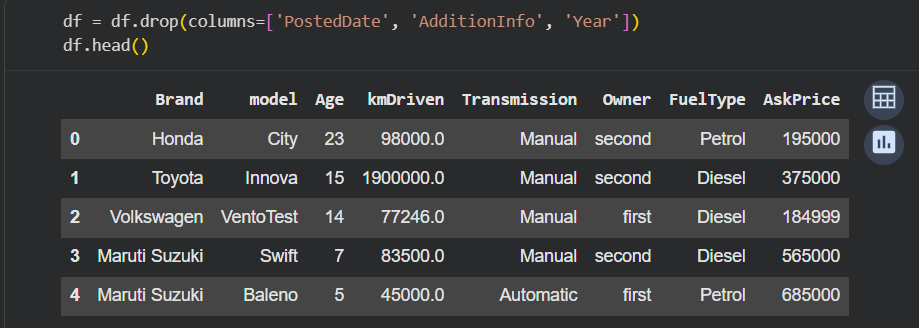 df = df.drop(columns=['PostedDate', 'AdditionInfo', 'Year'])
df.head()
Brand model Age kmDriven Transmission Owner FuelType AskPrice
0 Honda City 23 98000.0 Manual second Petrol 195000
1 Toyota Innova 15 1900000.0 Manual second Diesel 375000
2 Volkswagen VentoTest 14 77246.0 Manual first Diesel 184999
3 Maruti Suzuki Swift 7 83500.0 Manual second Diesel 565000
4 Maruti Suzuki Baleno 5 45000.0 Automatic first Petrol 685000